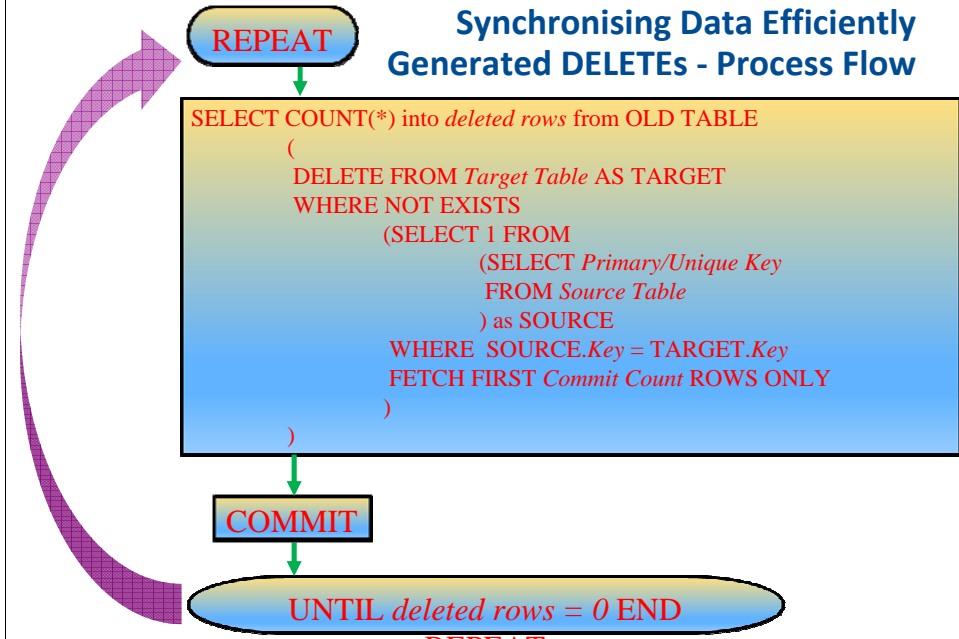 Synchronising Data Efficiently
Generated DELETEs - Process Flow
REPEAT
SELECT COUNT(*) into deleted rows from OLD TABLE
(
DELETE FROM Target Table AS TARGET
WHERE NOT EXISTS
(SELECT 1 FROM
(SELECT Primary/Unique Key
FROM Source Table
) as SOURCE
WHERE SOURCE.Key = TARGET.Key
FETCH FIRST Commit Count ROWS ONLY
)
)
COMMIT
UNTIL deleted rows = 0 END
REPEAT